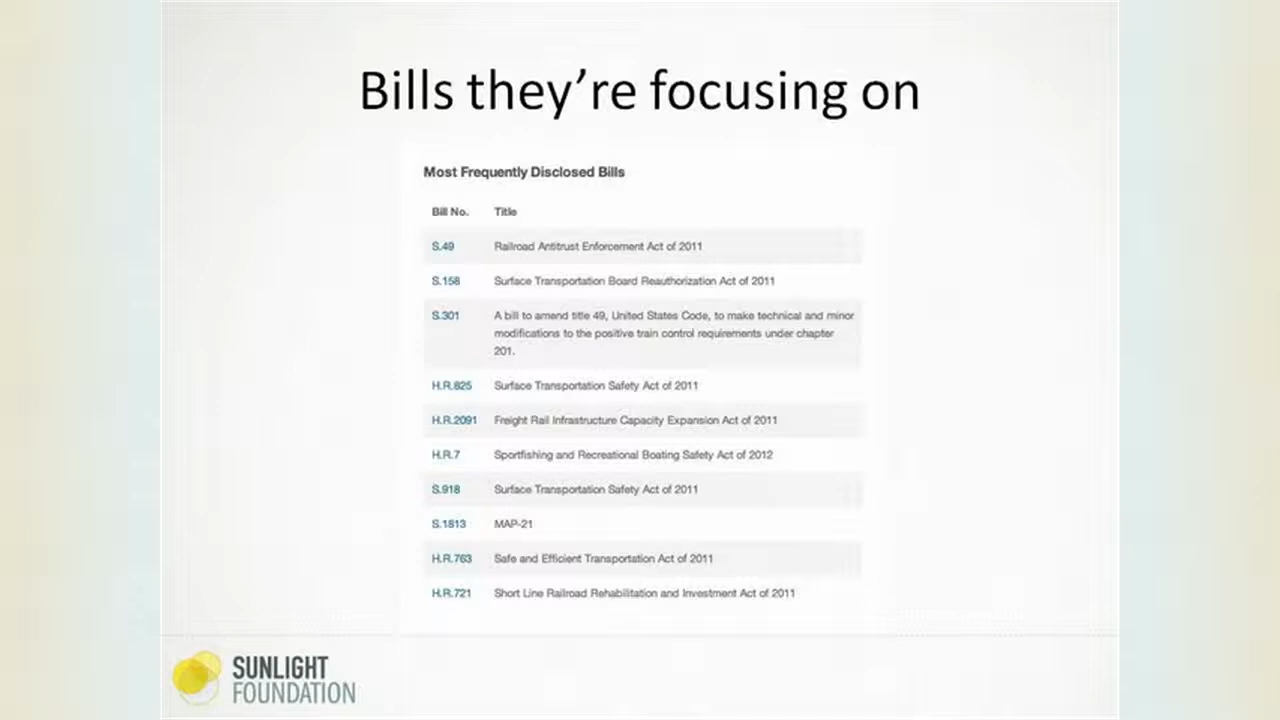 Bills they're focusing on
Most Frequently Disclosed Bills
Bill No. Title
S.49 Railroad Antitrust Enforcement Act of 2011
S.158 Surface Transportation Board Reauthorization Act of 2011
S.301 A bill to amend title 49, United States Code, to make technical and minor
modifications to the positive train control requirements under chapter
201.
H.R.825 Surface Transportation Safety Act of 2011
H.R.2091 Freight Rail Infrastructure Capacity Expansion Act of 2011
H.R.7 Sportfishing and Recreational Boating Safety Act of 2012
S.918 Surface Transportation Safety Act of 2011
S.1813 MAP-21
H.R.763 Safe and Efficient Transportation Act of 2011
H.R.721 Short Line Railroad Rehabilitation and Investment Act of 2011
SUNLIGHT
FOUNDATION